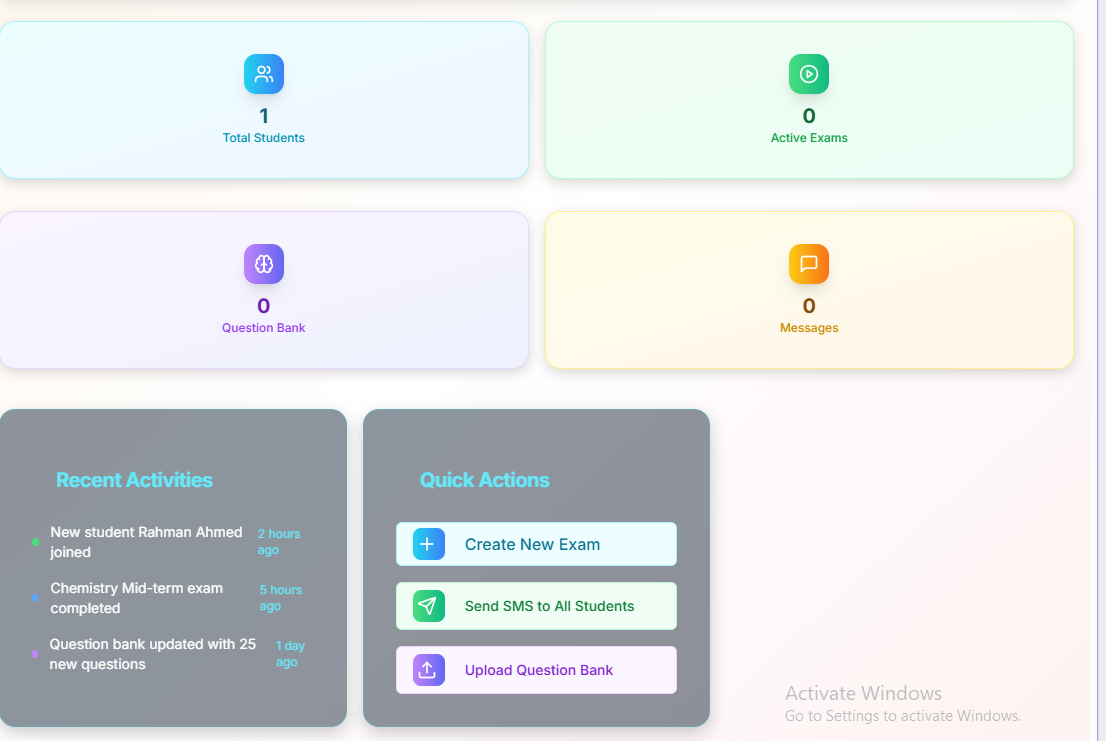 1
Total Students
0
Active Exams
0
Question Bank
0
Messages
Recent Activities
New student Rahman Ahmed
joined
2 hours
ago
Chemistry Mid-term exam
completed
5 hours
ago
Question bank updated with 25
new questions
1 day
ago
Quick Actions
Create New Exam
Send SMS to All Students
Upload Question Bank
Activate Windows
Go to Settings to activate Windows.